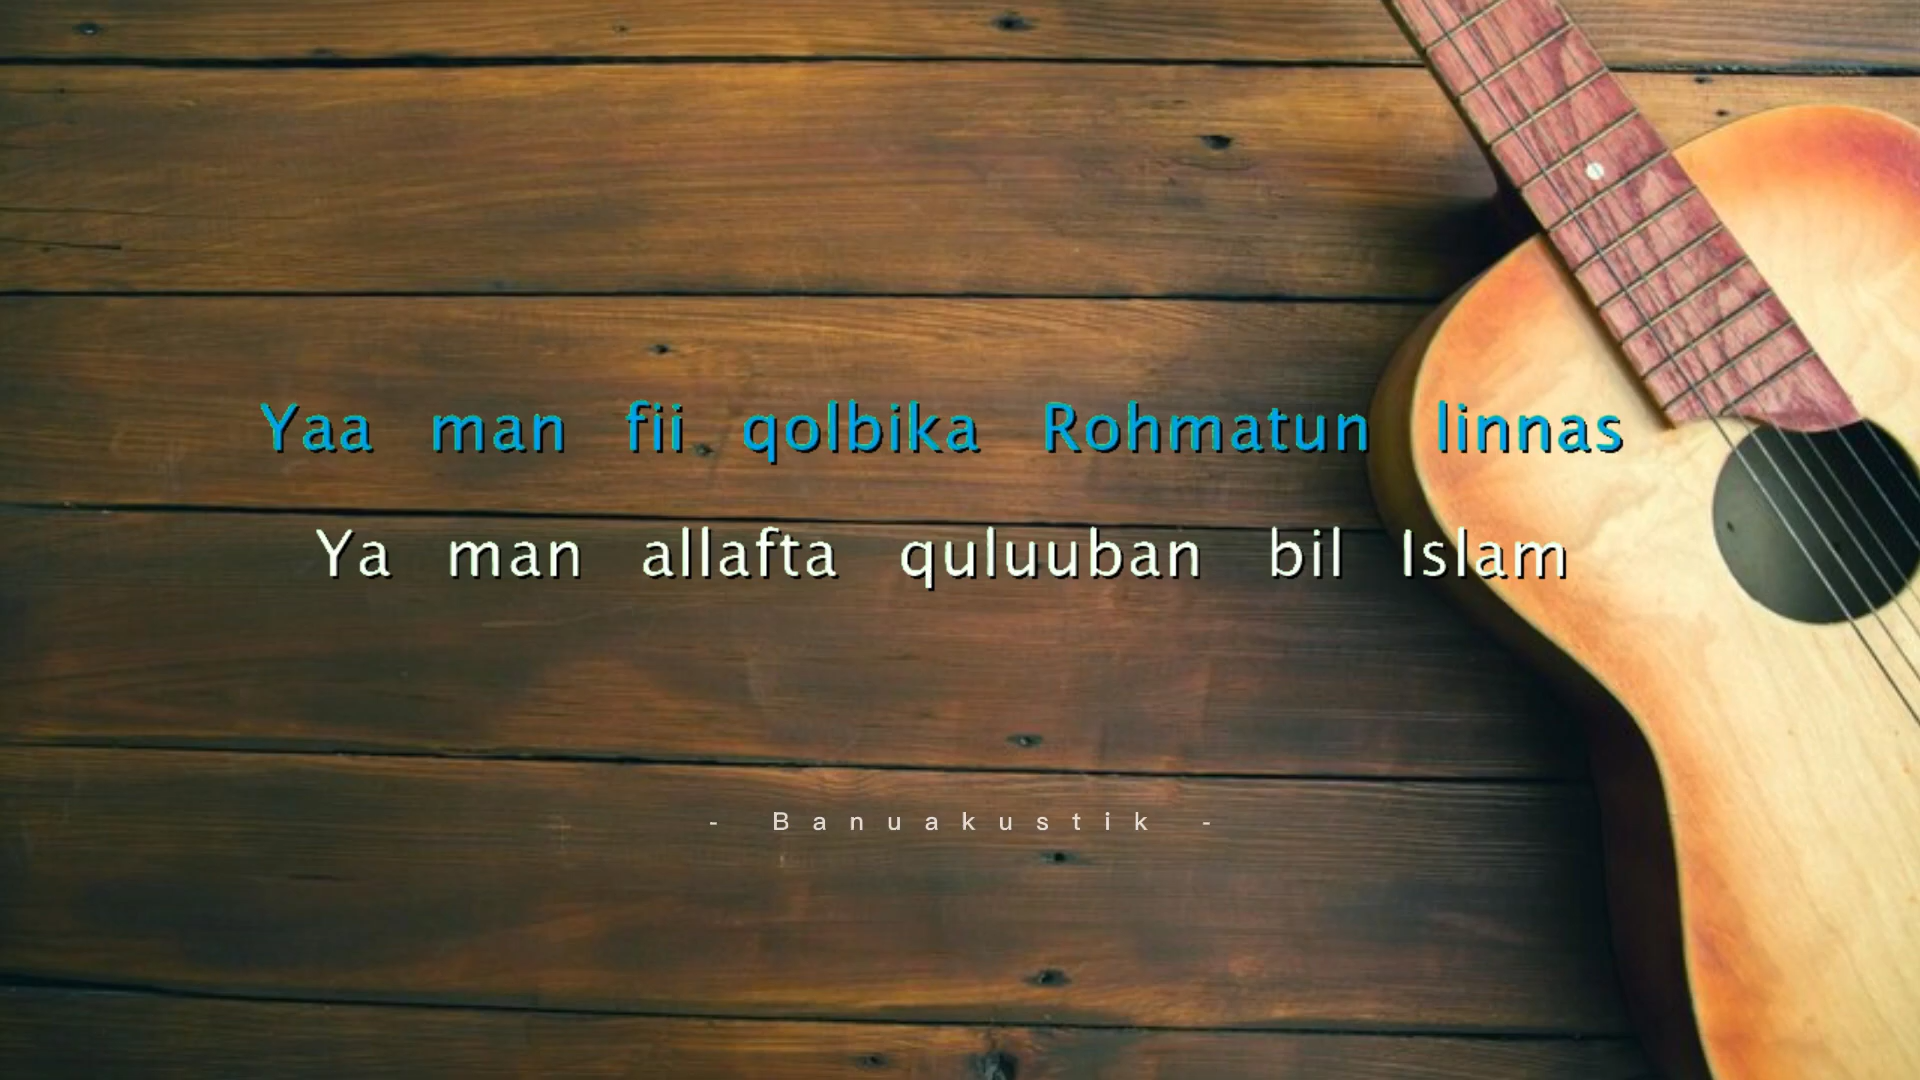 Yaa man fii qolbika Rohmatun linnas
Ya man allafta quluuban bil Islam
- Banuakustik -